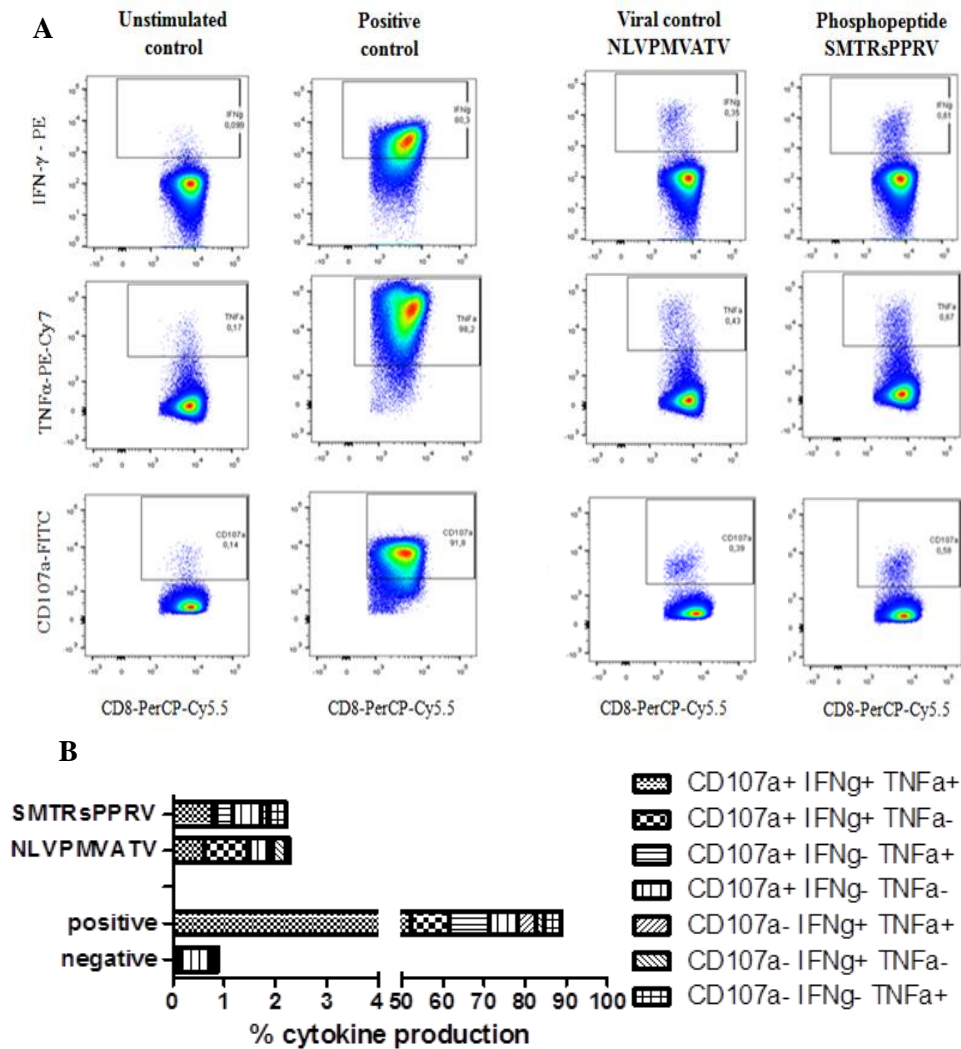 A
Unstimulated
control
Positive
control
Viral control
NLVPMVATV
Phosphopeptide
SMTRsPPRV
IFN-γ - PE
IFNg
0,099
IFNg
80,3
IFNg
0,35
IFNg
0,61
TNFα-PE-Cy7
TNFa
0,17
TNFa
98,2
TNFa
0,43
TNFa
0,67
CD107a-FITC
CD107a
0,14
CD107a
91,8
CD107a
0,39
CD107a
0,58
CD8-PerCP-Cy5.5
CD8-PerCP-Cy5.5
CD8-PerCP-Cy5.5
CD8-PerCP-Cy5.5
B
SMTRsPPRV
NLVPMVATV
positive
negative
0 1 2 3 4 50 60 70 80 90 100
% cytokine production
CD107a+ IFNg+ TNFa+
CD107a+ IFNg+ TNFa-
CD107a+ IFNg- TNFa+
CD107a+ IFNg- TNFa-
CD107a- IFNg+ TNFa+
CD107a- IFNg+ TNFa-
CD107a- IFNg- TNFa+